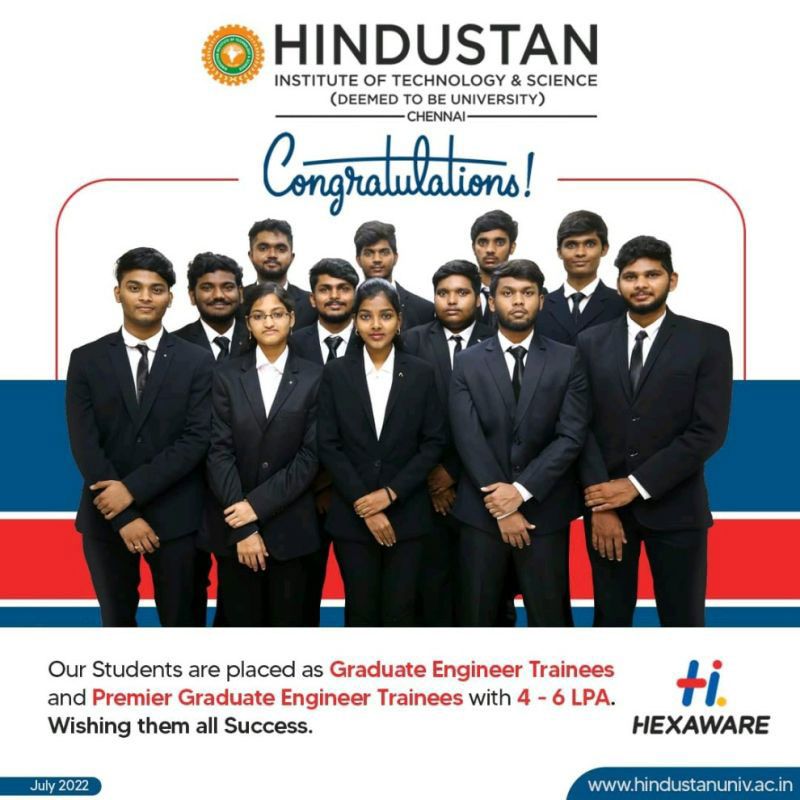 HINDUSTAN
INSTITUTE OF TECHNOLOGY & SCIENCE
(DEEMED TO BE UNIVERSITY)
CHENNAI
Congratulations!
Our Students are placed as Graduate Engineer Trainees
and Premier Graduate Engineer Trainees with 4 - 6 LPA.
Wishing them all Success.
Hi.
HEXAWARE
July 2022
www.hindustanuniv.ac.in